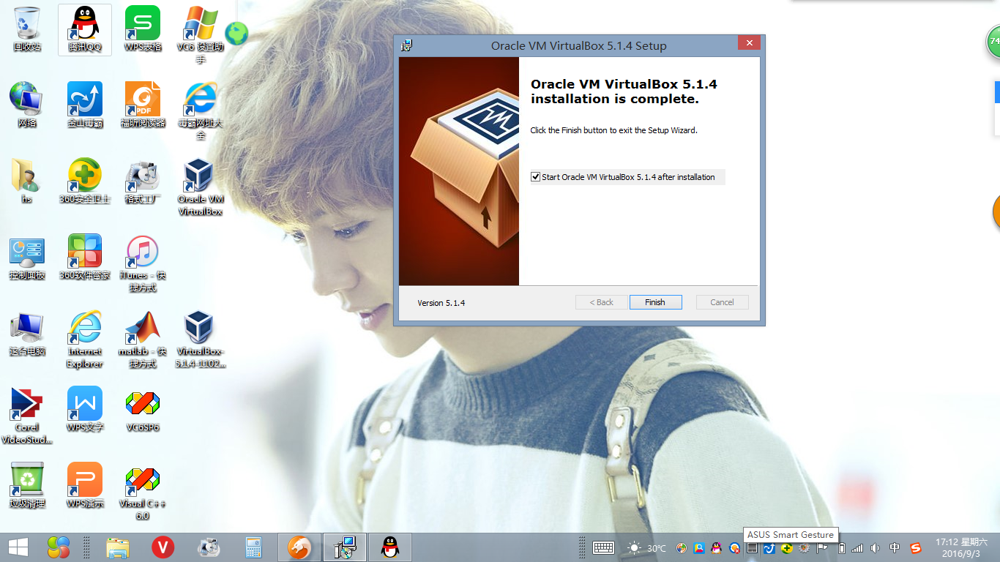 回收站
腾讯QQ
WPS表格
VC6 设置助
手
网络
金山毒霸
福昕阅读器
PDF
毒霸网址大
全
hs
360安全卫士
格式工厂
Oracle VM
VirtualBox
控制面板
360软件管家
iTunes - 快
捷方式
这台电脑
Internet
Explorer
matlab - 快
捷方式
VirtualBox-
5.1.4-1102...
Corel
VideoStud...
WPS文字
VC6SP6
垃圾清理
WPS演示
Visual C++
6.0
Oracle VM VirtualBox 5.1.4 Setup
Oracle VM VirtualBox 5.1.4
installation is complete.
Click the Finish button to exit the Setup Wizard.
Start Oracle VM VirtualBox 5.1.4 after installation
Version 5.1.4
< Back
Finish
Cancel
74
ASUS Smart Gesture
30℃
中
17:12 星期六
2016/9/3